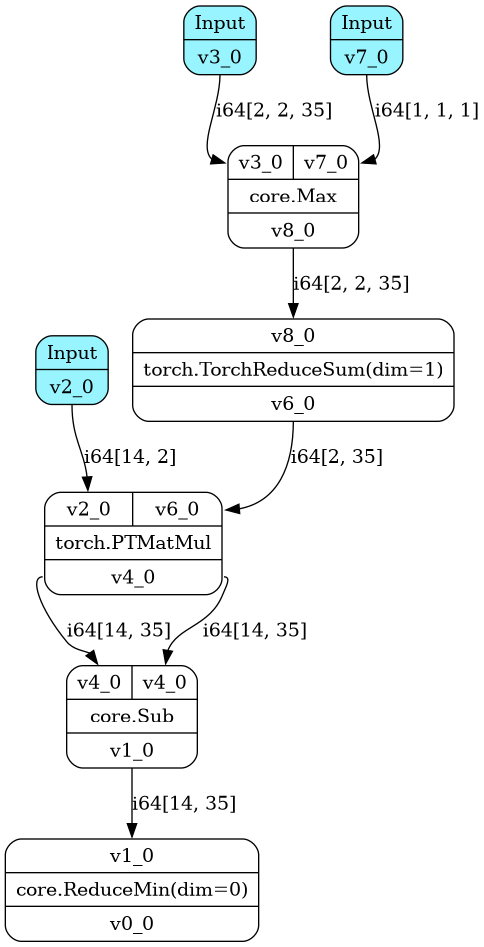 Input
v3_0
Input
v7_0
i64[2, 2, 35]
i64[1, 1, 1]
v3_0 v7_0
core.Max
v8_0
i64[2, 2, 35]
Input
v2_0
v8_0
torch.TorchReduceSum(dim=1)
v6_0
i64[14, 2]
i64[2, 35]
v2_0 v6_0
torch.PTMatMul
v4_0
i64[14, 35]
i64[14, 35]
v4_0 v4_0
core.Sub
v1_0
i64[14, 35]
v1_0
core.ReduceMin(dim=0)
v0_0